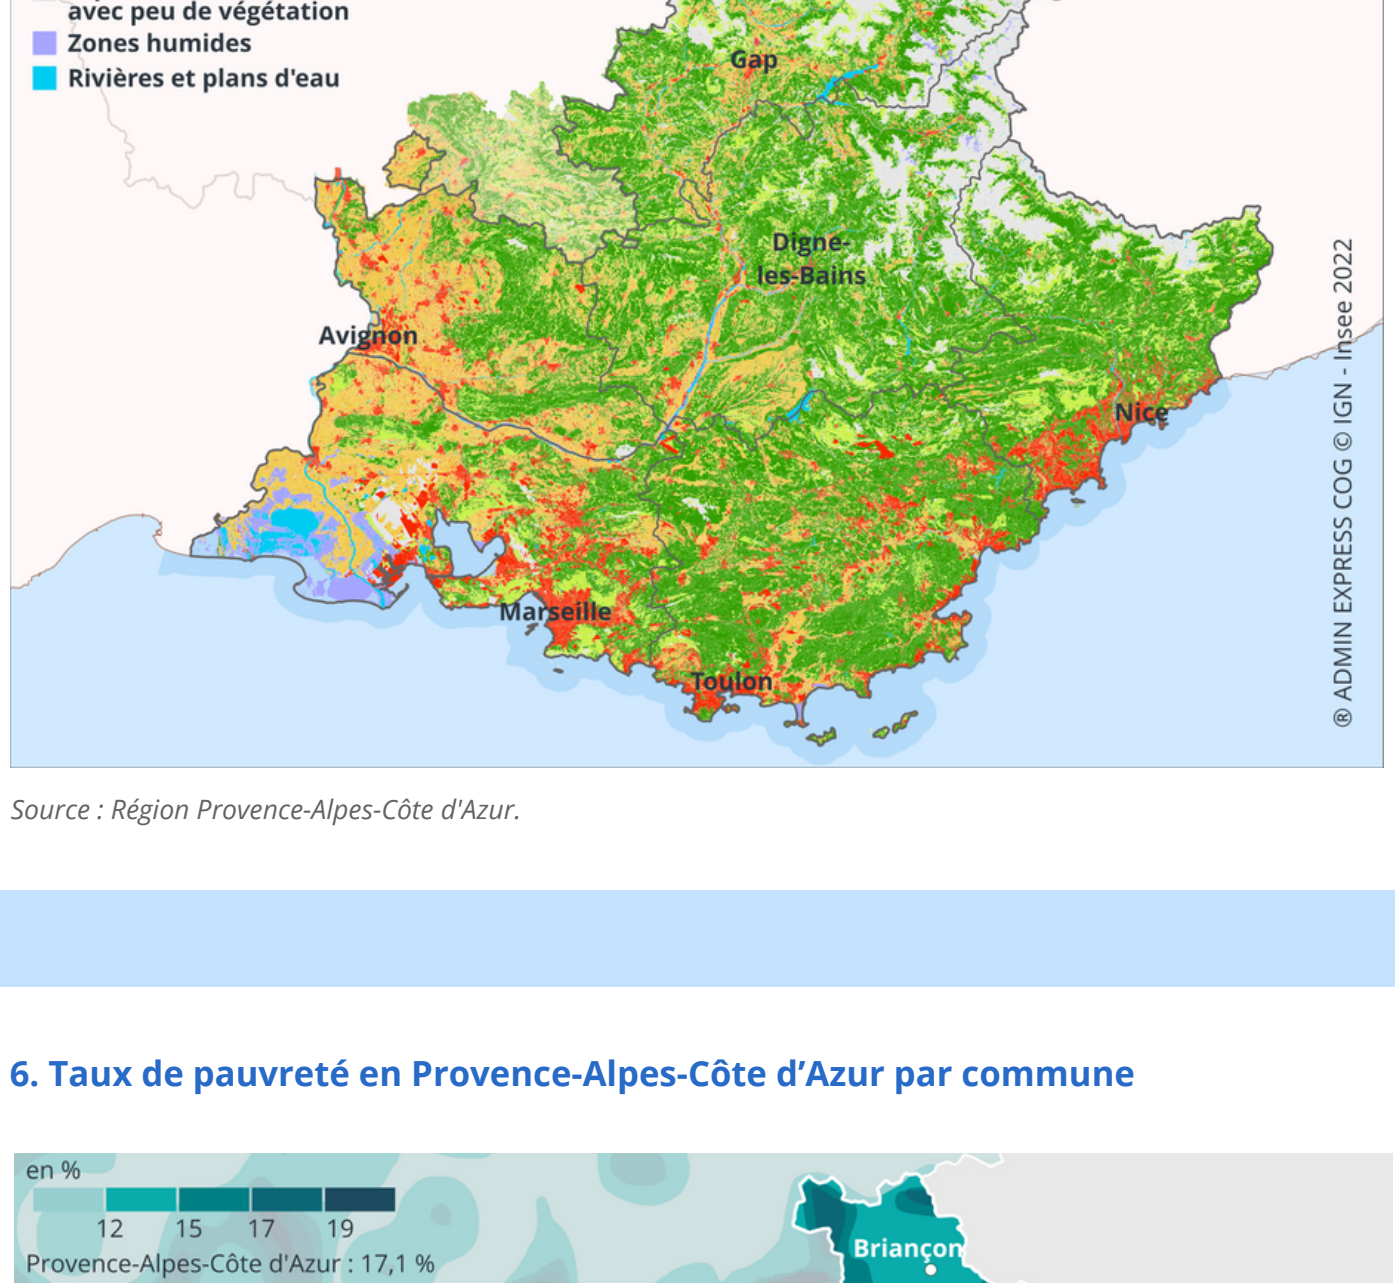 avec peu de végétation
Zones humides
Rivières et plans d'eau
Gap
Digne-
les-Bains
Avignon
Nice
Marseille
Toulon
® ADMIN EXPRESS COG © IGN - Insee 2022
Source : Région Provence-Alpes-Côte d'Azur.
6. Taux de pauvreté en Provence-Alpes-Côte d’Azur par commune
en %
12 15 17 19
Provence-Alpes-Côte d'Azur : 17,1 %
Briançon